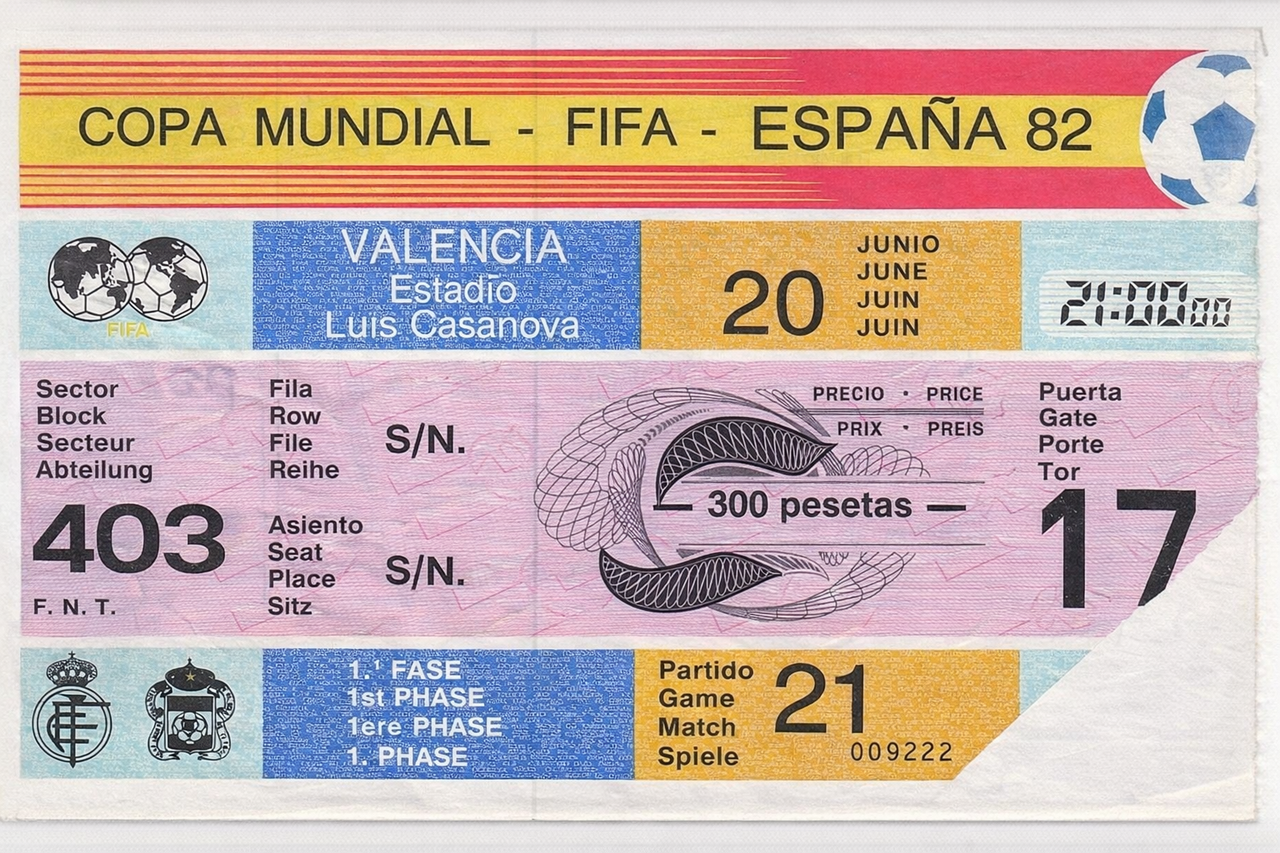 COPA MUNDIAL - FIFA - ESPAÑA 82
FIFA
VALENCIA
Estadio
Luis Casanova
20
JUNIO
JUNE
JUIN
JUIN
21:00 00
Sector
Block
Secteur
Abteilung
403
F. N. T.
Fila
Row
File
Reihe
S/N.
Asiento
Seat
Place
Sitz
S/N.
PRECIO · PRICE
PRIX · PREIS
— 300 pesetas —
Puerta
Gate
Porte
Tor
17
1.ª FASE
1st PHASE
1ere PHASE
1. PHASE
Partido
Game
Match
Spiele
21
009222